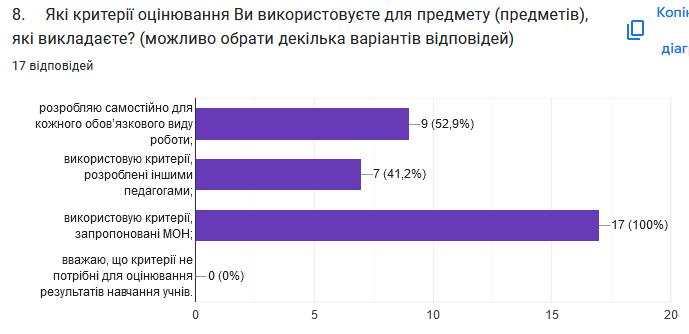 8. Які критерії оцінювання Ви використовуєте для предмету (предметів),
які викладаєте? (можливо обрати декілька варіантів відповідей)
Копію
діаг
17 відповідей
розробляю самостійно для
кожного обов'язкового виду
роботи;
9 (52,9%)
використовую критерії,
розроблені іншими
педагогами;
7 (41,2%)
використовую критерії,
запропоновані МОН;
17 (100%)
вважаю, що критерії не
потрібні для оцінювання
результатів навчання учнів.
0 (0%)
0 5 10 15 20